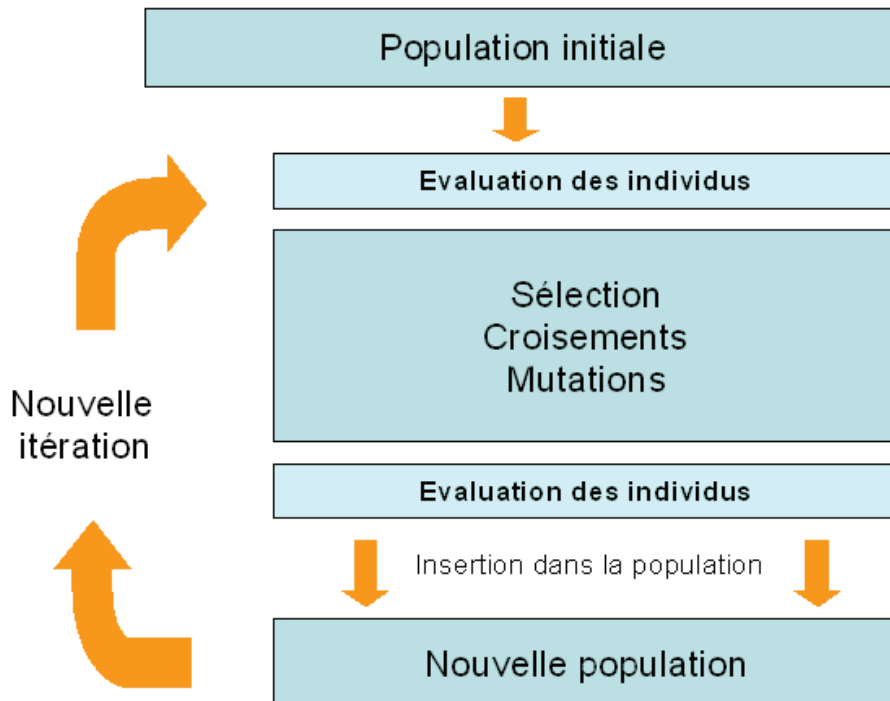 Population initiale
Evaluation des individus
Sélection
Croisements
Mutations
Nouvelle
itération
Evaluation des individus
Insertion dans la population
Nouvelle population